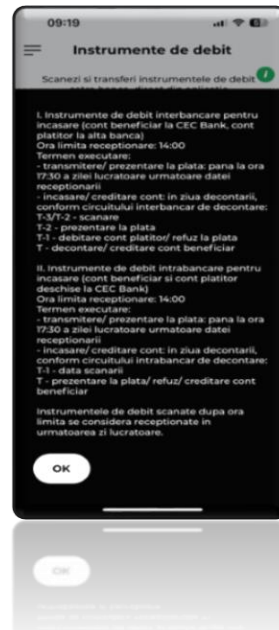 09:19
Instrumente de debit
Scanezi si transferi instrumentele de debit
I. Instrumente de debit interbancare pentru
incasare (cont beneficiar la CEC Bank, cont
platitor la alta banca)
Ora limita receptionare: 14:00
Termen executare:
- transmitere/ prezentare la plata: pana la ora
17:30 a zilei lucratoare urmatoare datei
receptionarii
- incasare/ creditare cont: in ziua decontarii,
conform circuitului interbancar de decontare:
T-3/T-2 - scanare
T-2 - prezentare la plata
T-1 - debitare cont platitor/ refuz la plata
T - decontare/ creditare cont beneficiar
II. Instrumente de debit intrabancare pentru
incasare (cont beneficiar si cont platitor
deschise la CEC Bank)
Ora limita receptionare: 14:00
Termen executare:
- transmitere/ prezentare la plata: pana la ora
17:30 a zilei lucratoare urmatoare datei
receptionarii
- incasare/ creditare cont: in ziua decontarii,
conform circuitului intrabancar de decontare:
T-1 - data scanarii
T - prezentare la plata/ refuz/ creditare cont
beneficiar
Instrumentele de debit scanate dupa ora
limita se considera receptionate in
urmatoarea zi lucratoare.
OK